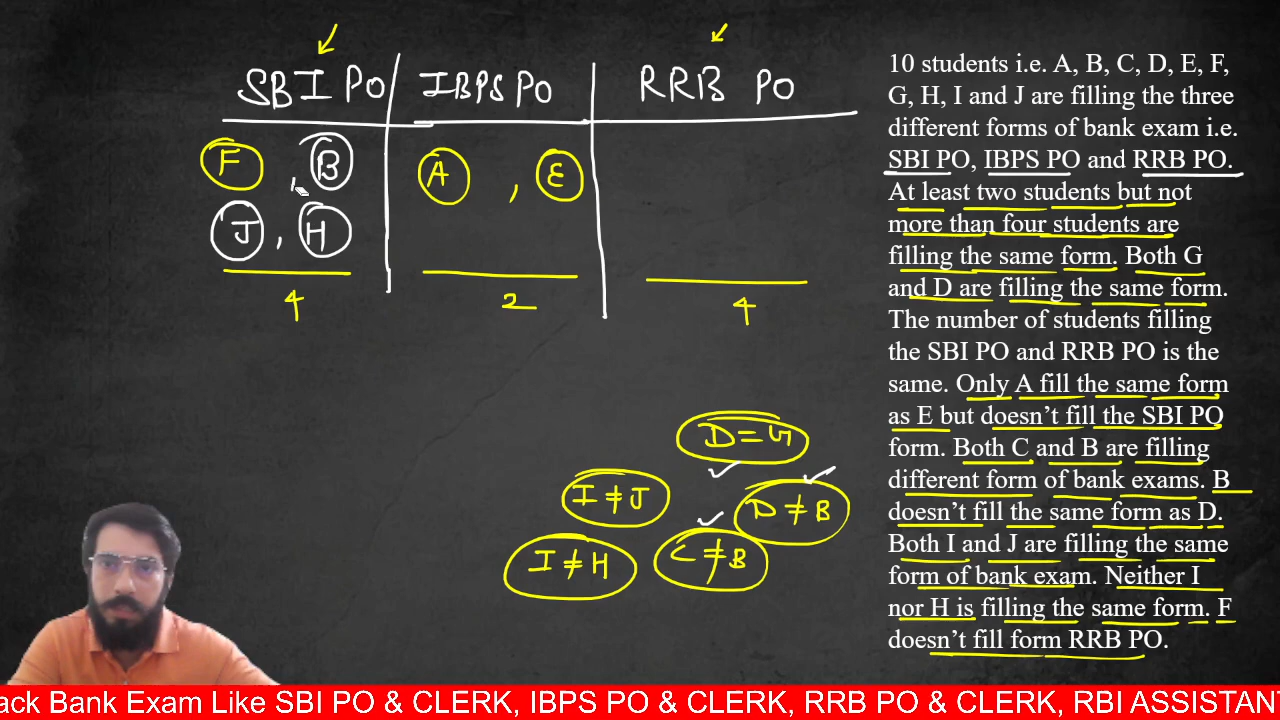 SBI PO
IBPS PO
RRB PO
F , B
A , E
J , H
4
2
4
D = G
I ≠ J
D ≠ B
I ≠ H
C ≠ B
10 students i.e. A, B, C, D, E, F,
G, H, I and J are filling the three
different forms of bank exam i.e.
SBI PO, IBPS PO and RRB PO.
At least two students but not
more than four students are
filling the same form. Both G
and D are filling the same form.
The number of students filling
the SBI PO and RRB PO is the
same. Only A fill the same form
as E but doesn't fill the SBI PO
form. Both C and B are filling
different form of bank exams. B
doesn't fill the same form as D.
Both I and J are filling the same
form of bank exam. Neither I
nor H is filling the same form. F
doesn't fill form RRB PO.
ack Bank Exam Like SBI PO & CLERK, IBPS PO & CLERK, RRB PO & CLERK, RBI ASSISTAN